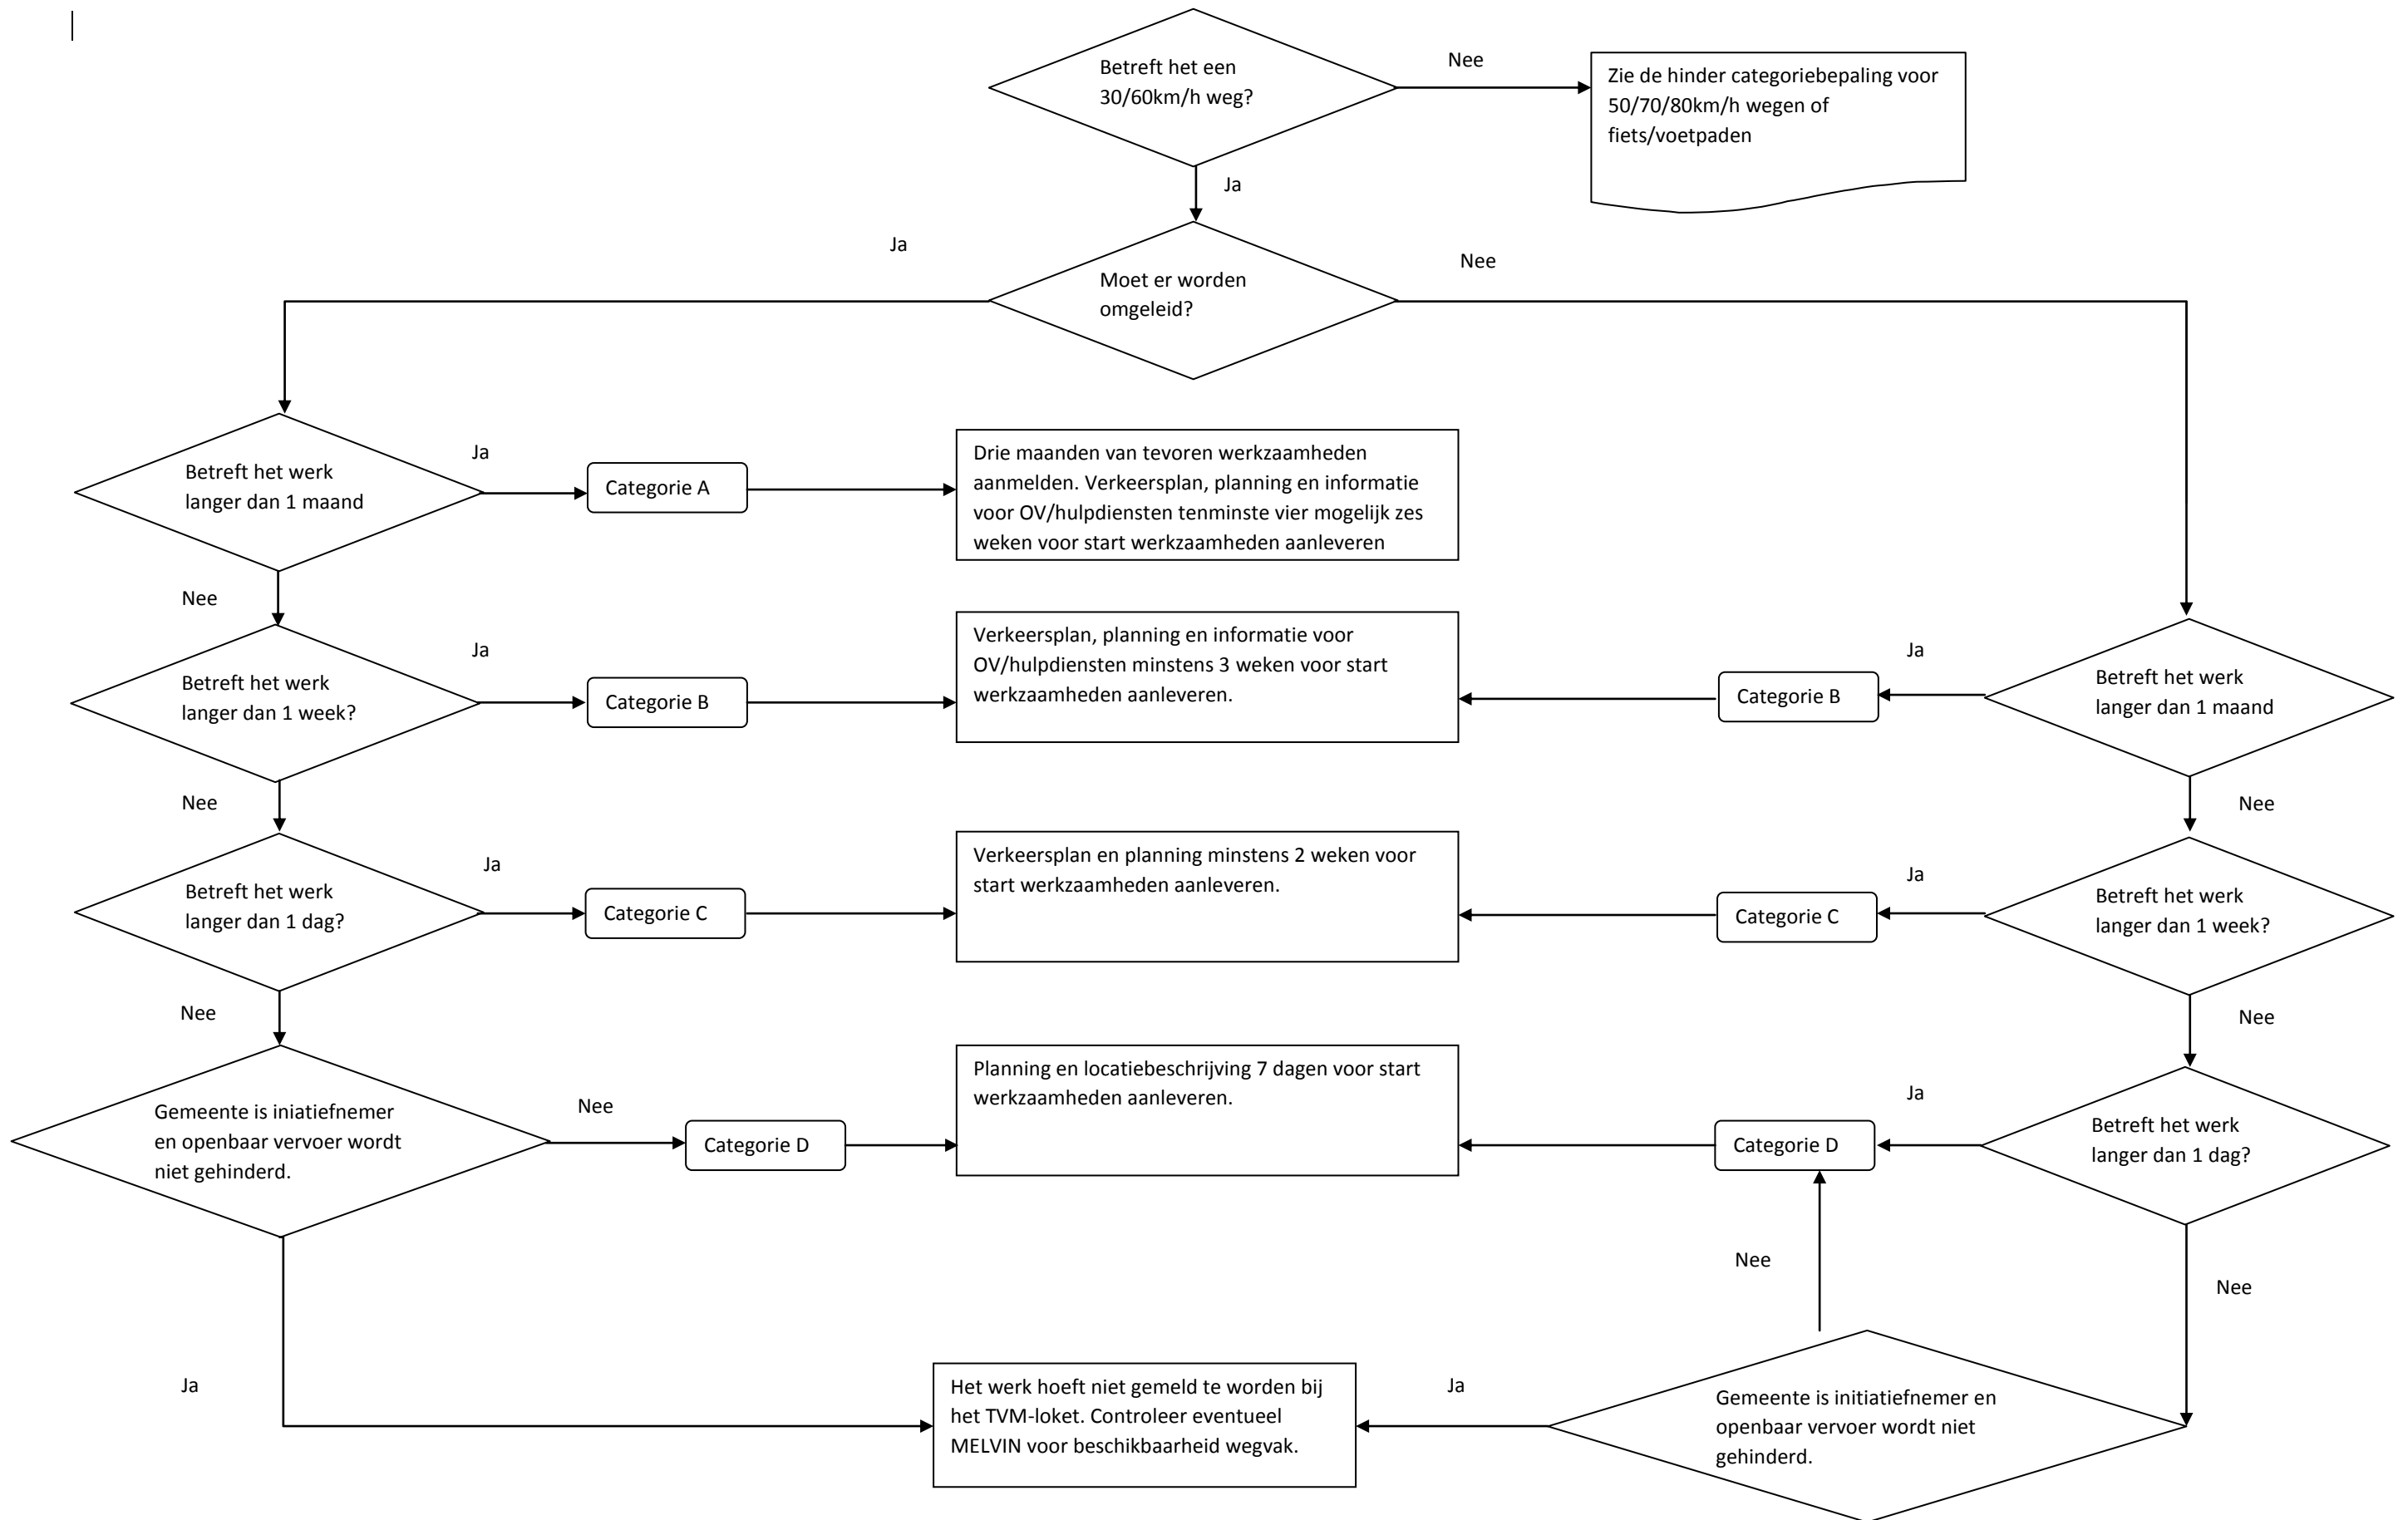 Betreft het een
30/60km/h weg?
Nee
Zie de hinder categoriebepaling voor
50/70/80km/h wegen of
fiets/voetpaden
Ja
Ja
Moet er worden
omgeleid?
Nee
Betreft het werk
langer dan 1 maand
Ja
Categorie A
Drie maanden van tevoren werkzaamheden
aanmelden. Verkeersplan, planning en informatie
voor OV/hulpdiensten tenminste vier mogelijk zes
weken voor start werkzaamheden aanleveren
Nee
Betreft het werk
langer dan 1 week?
Ja
Categorie B
Verkeersplan, planning en informatie voor
OV/hulpdiensten minstens 3 weken voor start
werkzaamheden aanleveren.
Categorie B
Ja
Betreft het werk
langer dan 1 maand
Nee
Nee
Betreft het werk
langer dan 1 dag?
Ja
Categorie C
Verkeersplan en planning minstens 2 weken voor
start werkzaamheden aanleveren.
Categorie C
Ja
Betreft het werk
langer dan 1 week?
Nee
Nee
Gemeente is iniatiefnemer
en openbaar vervoer wordt
niet gehinderd.
Nee
Categorie D
Planning en locatiebeschrijving 7 dagen voor start
werkzaamheden aanleveren.
Categorie D
Ja
Betreft het werk
langer dan 1 dag?
Nee
Nee
Ja
Het werk hoeft niet gemeld te worden bij
het TVM-loket. Controleer eventueel
MELVIN voor beschikbaarheid wegvak.
Ja
Gemeente is initiatiefnemer en
openbaar vervoer wordt niet
gehinderd.